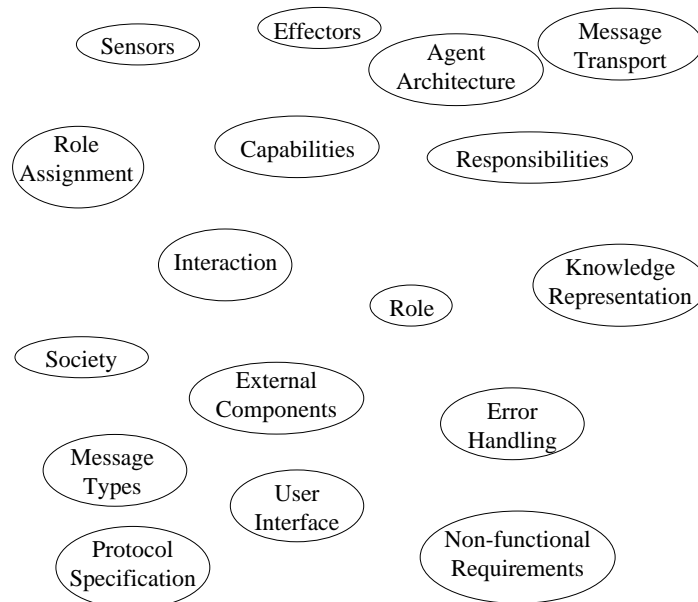 Sensors
Effectors
Agent
Architecture
Message
Transport
Role
Assignment
Capabilities
Responsibilities
Interaction
Role
Knowledge
Representation
Society
External
Components
Error
Handling
Message
Types
User
Interface
Protocol
Specification
Non-functional
Requirements